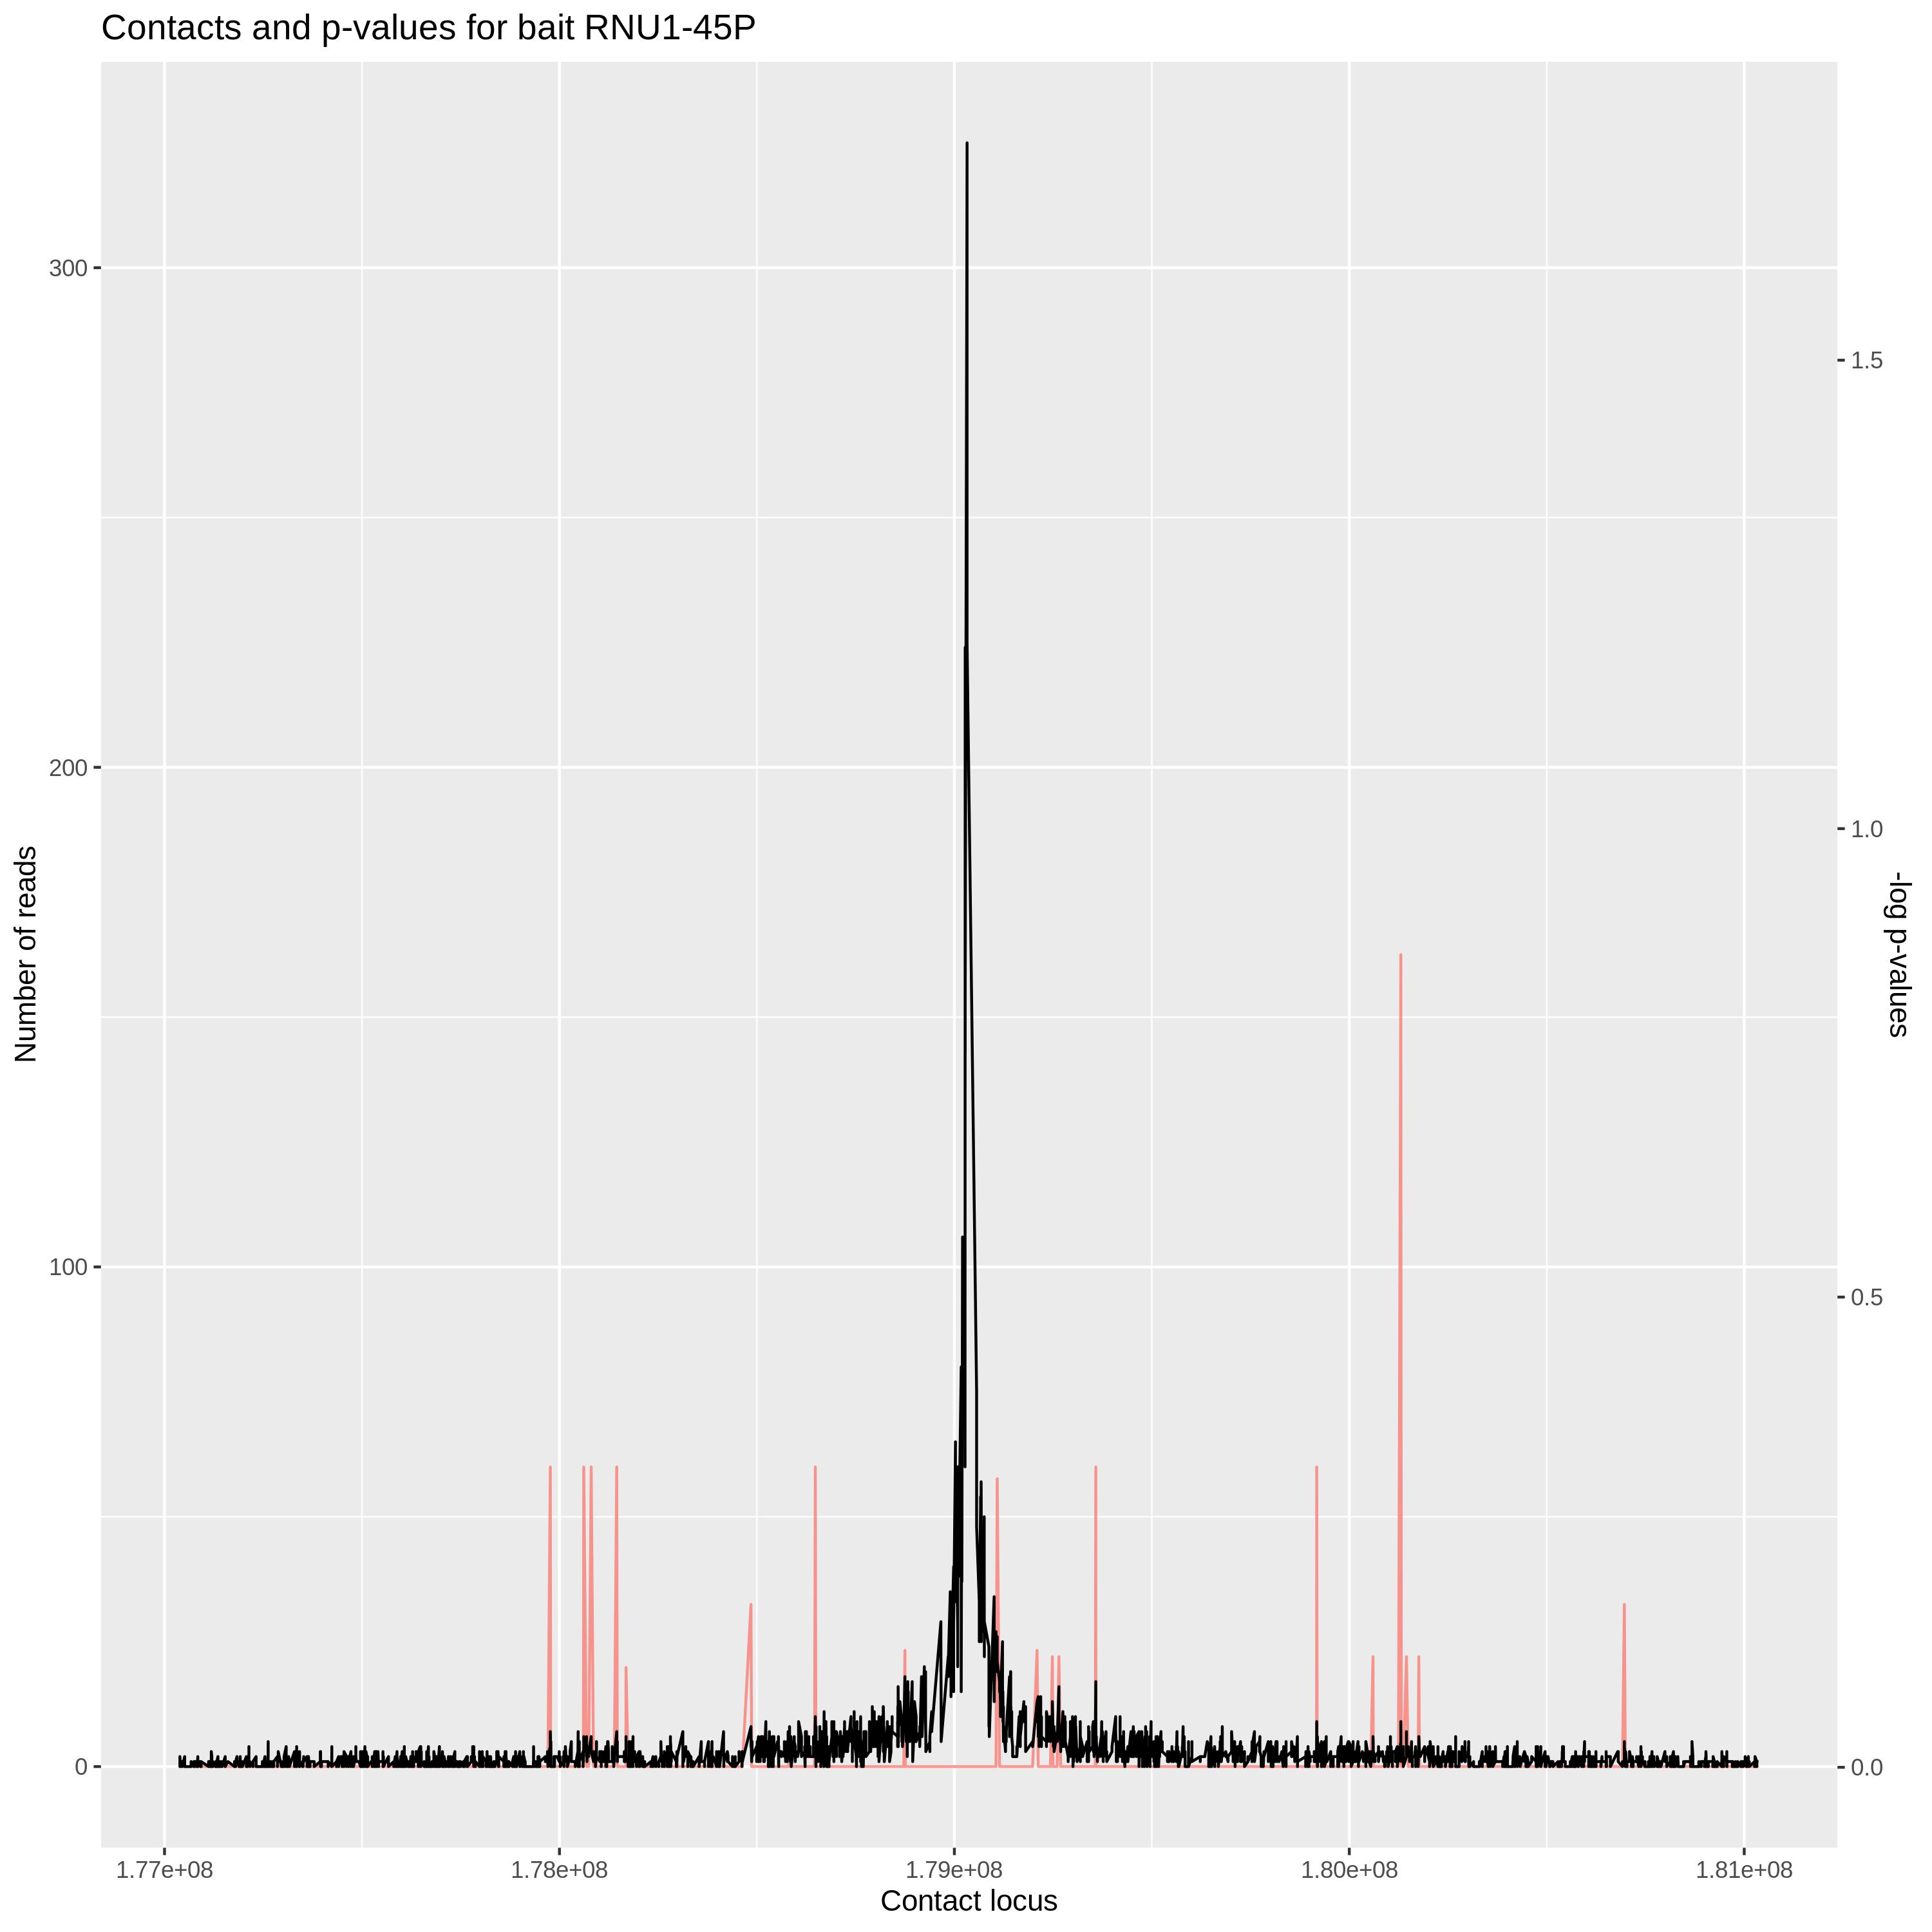 Contacts and p-values for bait RNU1-45P
300
200
100
0
Number of reads
1.5
1.0
0.5
0.0
-log p-values
1.77e+08
1.78e+08
1.79e+08
1.80e+08
1.81e+08
Contact locus